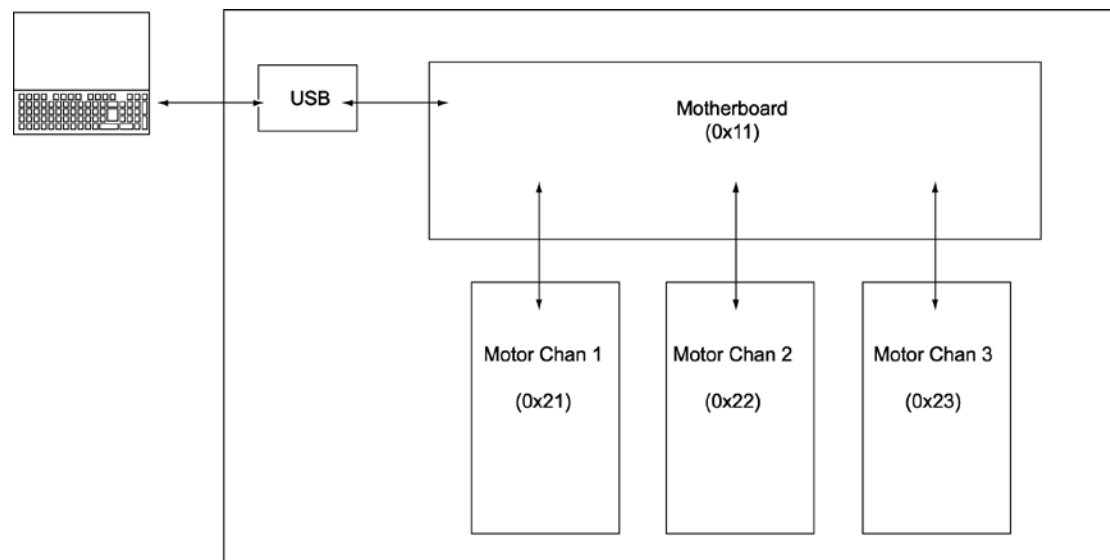 USB
Motherboard
(0x11)
Motor Chan 1
(0x21)
Motor Chan 2
(0x22)
Motor Chan 3
(0x23)